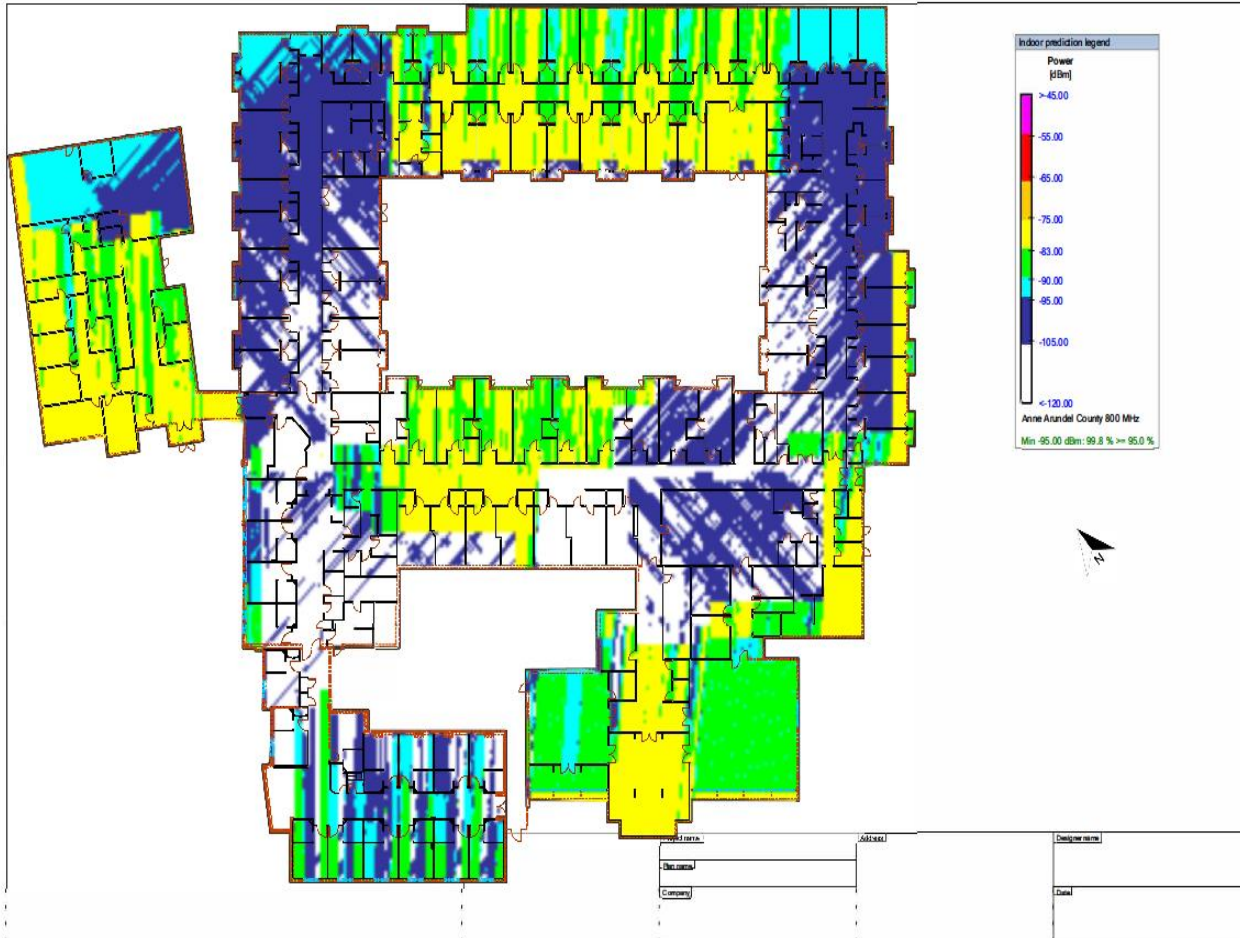 Indoor prediction legend
Power
[dBm]
>-45.00
-55.00
-65.00
-75.00
-83.00
-90.00
-95.00
-105.00
<-120.00
Anne Arundel County 800 MHz
Min -95.00 dBm: 99.8 % >= 95.0 %
N
Project name
Address
Designer name
Plan name
Company
Date